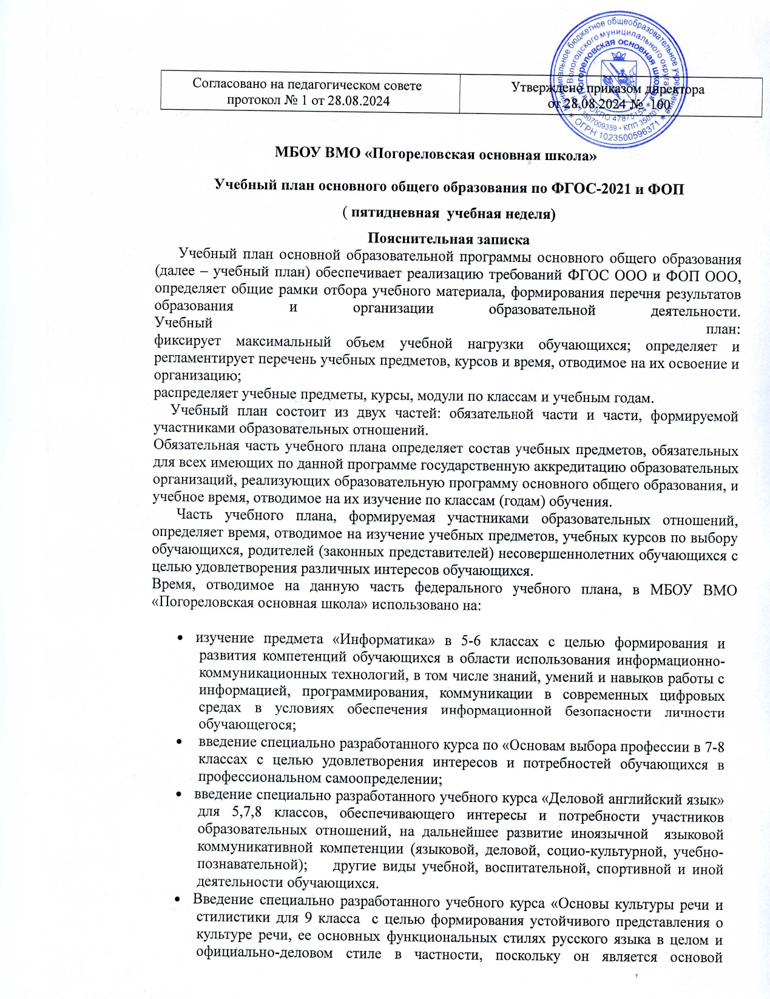 Согласовано на педагогическом совете
протокол № 1 от 28.08.2024
Утверждено приказом директора
от 28.08.2024 № 100
Муниципальное бюджетное общеобразовательное учреждение
Вологодского муниципального округа
«Погореловская основная школа»
ОКПО 47875154
3507009359 • КПП 350701001
* ОГРН 1023500596371 *
МБОУ ВМО «Погореловская основная школа»
Учебный план основного общего образования по ФГОС-2021 и ФОП
( пятидневная учебная неделя)
Пояснительная записка
Учебный план основной образовательной программы основного общего образования
(далее – учебный план) обеспечивает реализацию требований ФГОС ООО и ФОП ООО,
определяет общие рамки отбора учебного материала, формирования перечня результатов
образования и организации образовательной деятельности.
Учебный план:
фиксирует максимальный объем учебной нагрузки обучающихся; определяет и
регламентирует перечень учебных предметов, курсов и время, отводимое на их освоение и
организацию;
распределяет учебные предметы, курсы, модули по классам и учебным годам.
Учебный план состоит из двух частей: обязательной части и части, формируемой
участниками образовательных отношений.
Обязательная часть учебного плана определяет состав учебных предметов, обязательных
для всех имеющих по данной программе государственную аккредитацию образовательных
организаций, реализующих образовательную программу основного общего образования, и
учебное время, отводимое на их изучение по классам (годам) обучения.
Часть учебного плана, формируемая участниками образовательных отношений,
определяет время, отводимое на изучение учебных предметов, учебных курсов по выбору
обучающихся, родителей (законных представителей) несовершеннолетних обучающихся с
целью удовлетворения различных интересов обучающихся.
Время, отводимое на данную часть федерального учебного плана, в МБОУ ВМО
«Погореловская основная школа» использовано на:
• изучение предмета «Информатика» в 5-6 классах с целью формирования и
развития компетенций обучающихся в области использования информационно-
коммуникационных технологий, в том числе знаний, умений и навыков работы с
информацией, программирования, коммуникации в современных цифровых
средах в условиях обеспечения информационной безопасности личности
обучающегося;
• введение специально разработанного курса по «Основам выбора профессии в 7-8
классах с целью удовлетворения интересов и потребностей обучающихся в
профессиональном самоопределении;
• введение специально разработанного учебного курса «Деловой английский язык»
для 5,7,8 классов, обеспечивающего интересы и потребности участников
образовательных отношений, на дальнейшее развитие иноязычной языковой
коммуникативной компетенции (языковой, деловой, социо-культурной, учебно-
познавательной); другие виды учебной, воспитательной, спортивной и иной
деятельности обучающихся.
• Введение специально разработанного учебного курса «Основы культуры речи и
стилистики для 9 класса с целью формирования устойчивого представления о
культуре речи, ее основных функциональных стилях русского языка в целом и
официально-деловом стиле в частности, поскольку он является основой